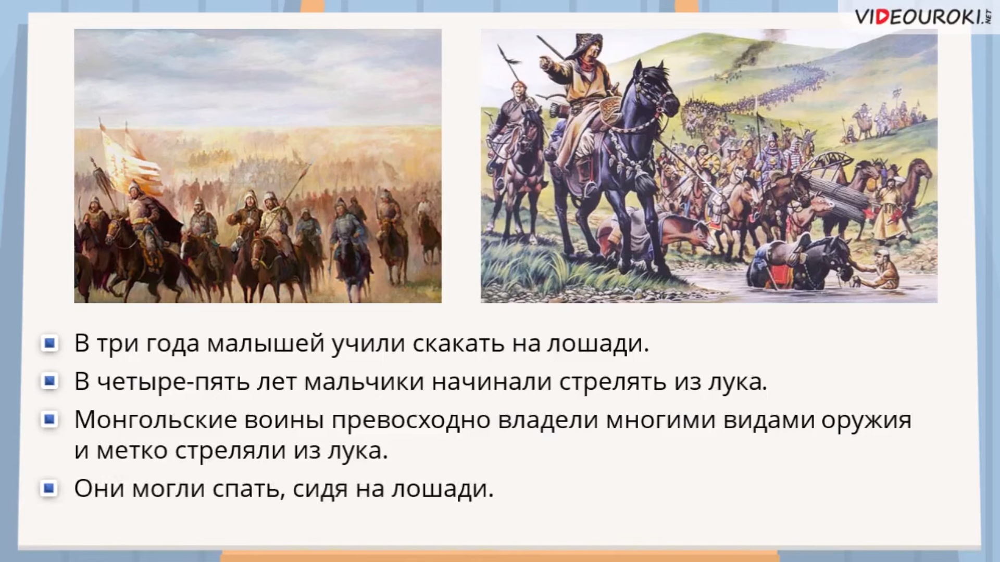 VIDEOUROKI.NET
В три года малышей учили скакать на лошади.
В четыре-пять лет мальчики начинали стрелять из лука.
Монгольские воины превосходно владели многими видами оружия
и метко стреляли из лука.
Они могли спать, сидя на лошади.